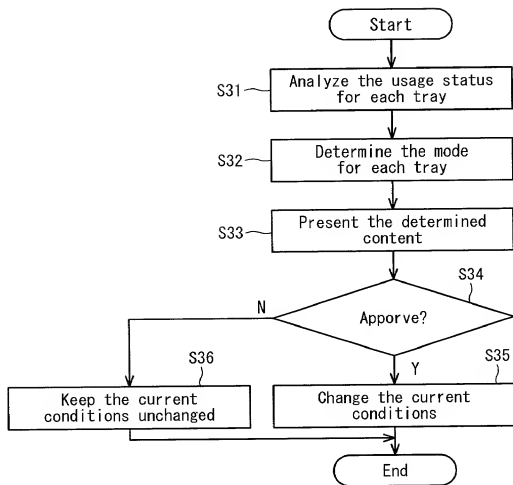 Start
S31
Analyze the usage status
for each tray
S32
Determine the mode
for each tray
S33
Present the determined
content
S34
Apporve?
N
Y
S36
Keep the current
conditions unchanged
S35
Change the current
conditions
End